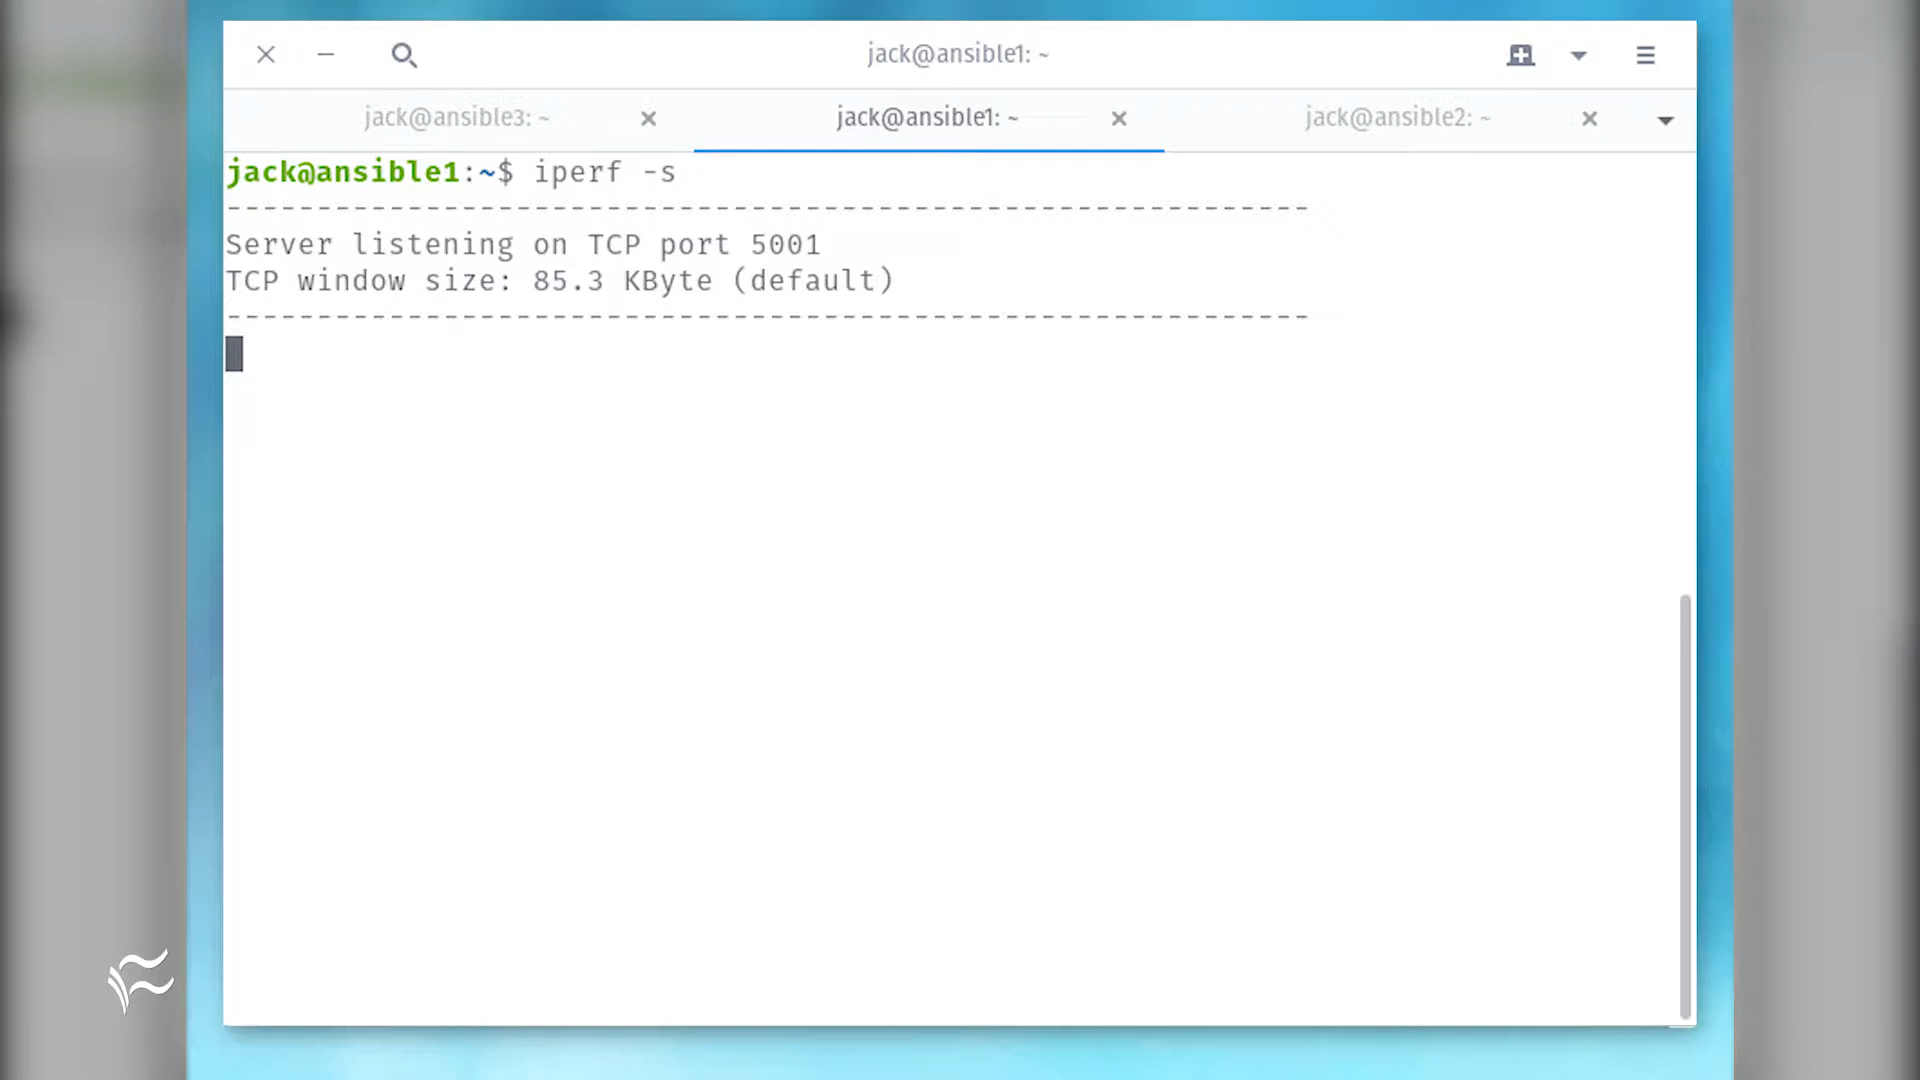 jack@ansible1: ~
jack@ansible3: ~
jack@ansible1: ~
jack@ansible2: ~
jack@ansible1:~$ iperf -s
------------------------------------------------------------
Server listening on TCP port 5001
TCP window size: 85.3 KByte (default)
------------------------------------------------------------